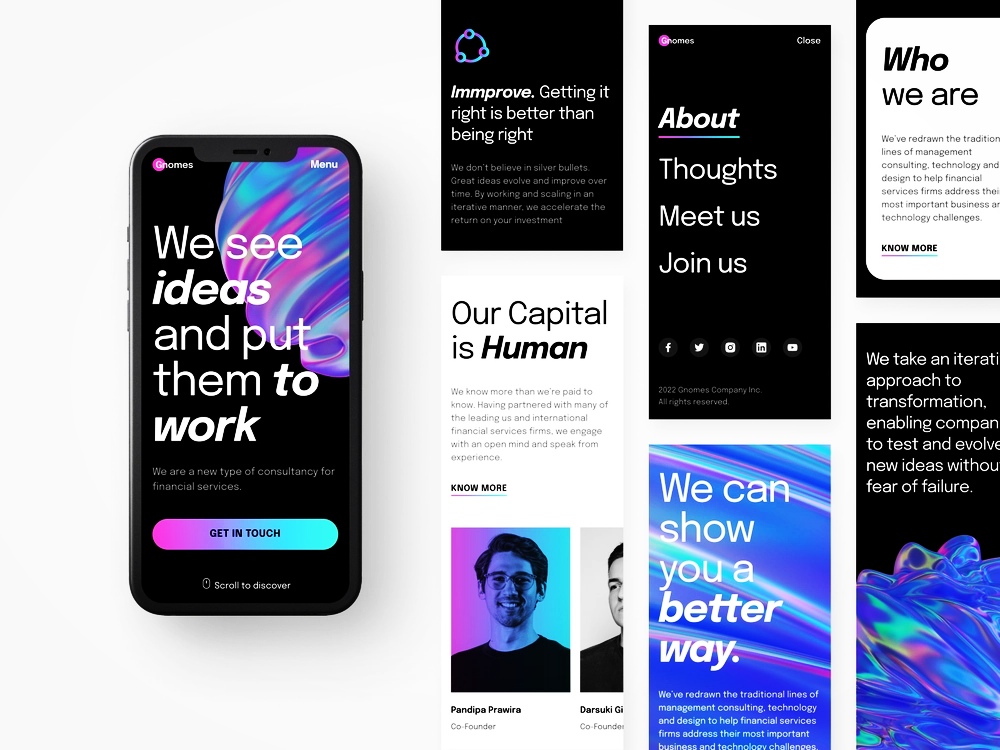 Gnomes
Menu
We see
ideas
and put
them to
work
We are a new type of consultancy for
financial services.
GET IN TOUCH
Scroll to discover
Immprove. Getting it
right is better than
being right
We don't believe in silver bullets.
Great ideas evolve and improve over
time. By working and scaling in an
iterative manner, we accelerate the
return on your investment
Our Capital
is Human
We know more than we're paid to
know. Having partnered with many of
the leading us and international
financial services firms, we engage
with an open mind and speak from
experience.
KNOW MORE
Pandipa Prawira
Co-Founder
Darsuki Gi
Co-Founder
Gnomes
Close
About
Thoughts
Meet us
Join us
2022 Gnomes Company Inc.
All rights reserved.
We can
show
you a
better
way.
We've redrawn the traditional lines of
management consulting, technology
and design to help financial services
firms address their most important
business and technology challenges.
Who
we are
We've redrawn the tradition
lines of management
consulting, technology and
design to help financial
services firms address their
most important business an
technology challenges.
KNOW MORE
We take an iterati
approach to
transformation,
enabling compan
to test and evolve
new ideas withou
fear of failure.